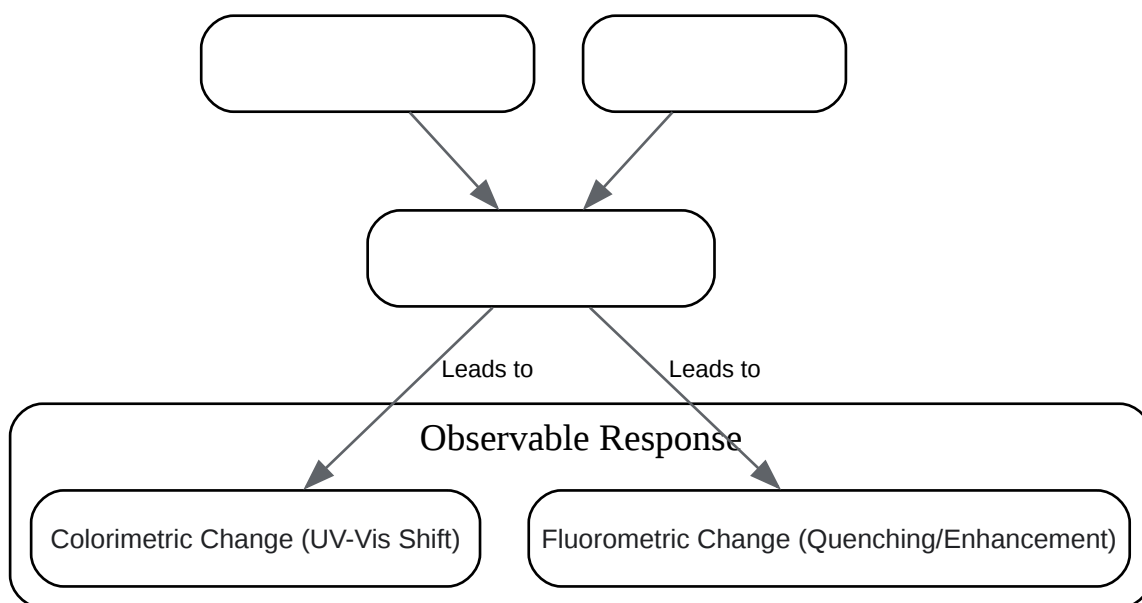 Leads to
Leads to
Observable Response
Colorimetric Change (UV-Vis Shift)
Fluorometric Change (Quenching/Enhancement)